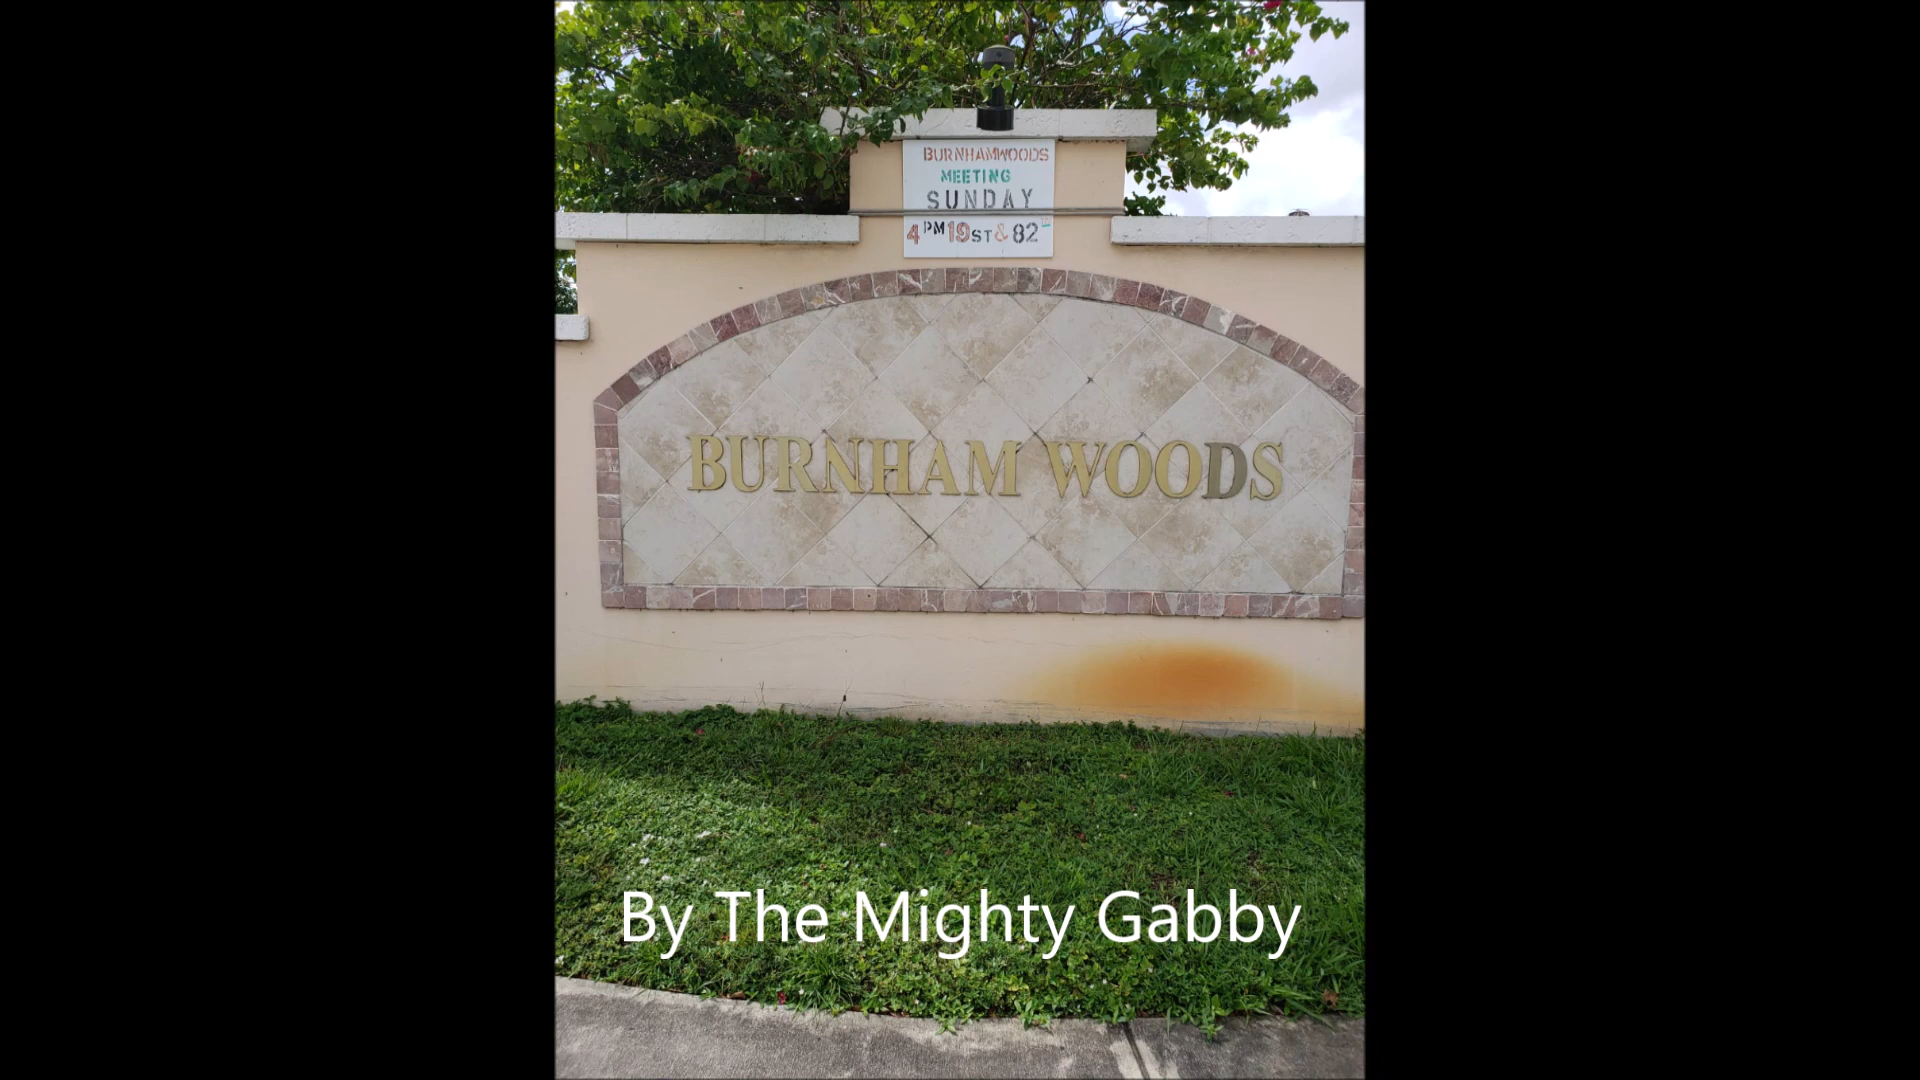 BURNHAMWOODS
MEETING
SUNDAY
4PM 19ST & 82
BURNHAM WOODS
By The Mighty Gabby